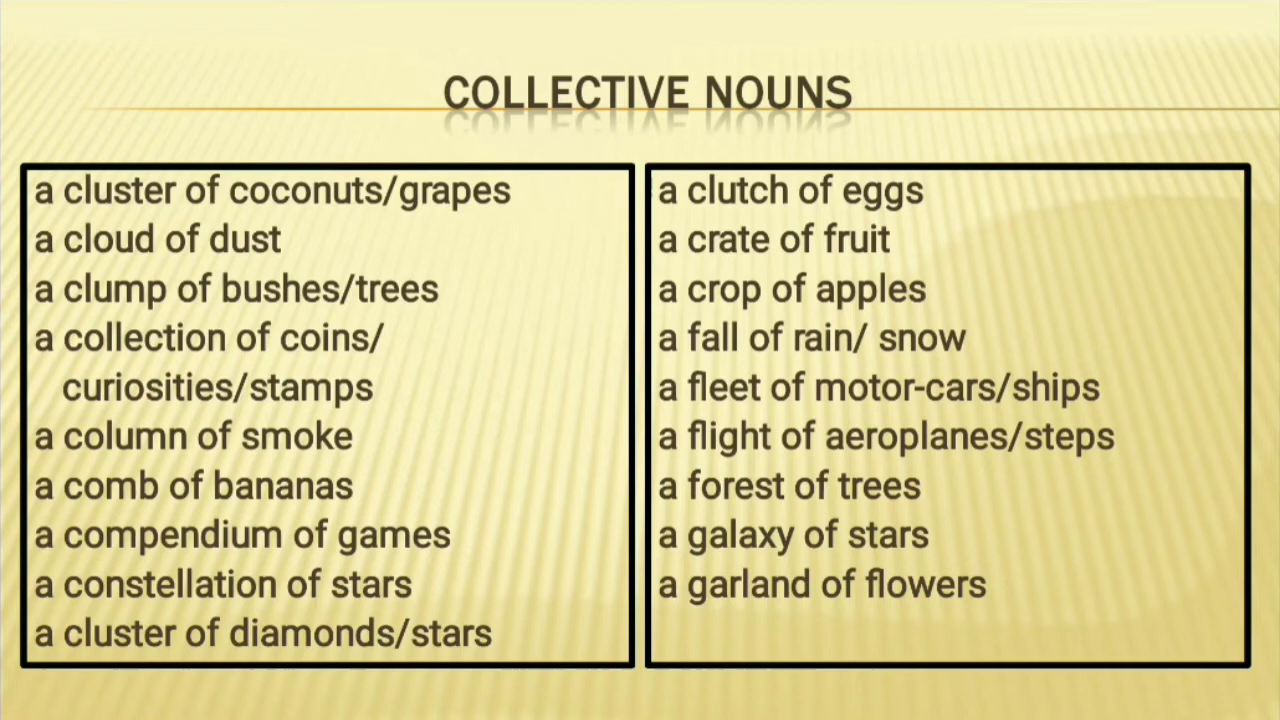 COLLECTIVE NOUNS
a cluster of coconuts/grapes
a cloud of dust
a clump of bushes/trees
a collection of coins/
curiosities/stamps
a column of smoke
a comb of bananas
a compendium of games
a constellation of stars
a cluster of diamonds/stars
a clutch of eggs
a crate of fruit
a crop of apples
a fall of rain/ snow
a fleet of motor-cars/ships
a flight of aeroplanes/steps
a forest of trees
a galaxy of stars
a garland of flowers